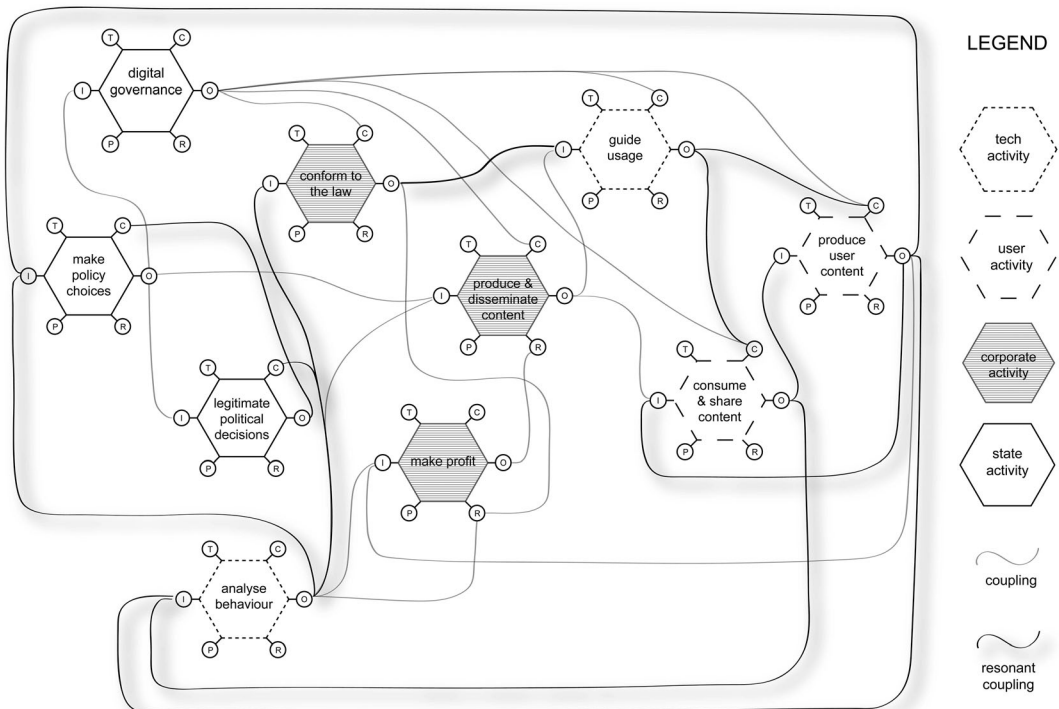 T
C
digital
governance
I
O
P
R
T
C
conform to
the law
I
O
P
R
T
C
guide
usage
I
O
P
R
T
C
produce
user
content
I
O
P
R
T
C
make
policy
choices
I
O
P
R
T
C
produce &
disseminate
content
I
O
P
R
T
C
legitimate
political
decisions
I
O
P
R
T
C
consume
& share
content
I
O
P
R
T
C
make profit
I
O
P
R
T
C
analyse
behaviour
I
O
P
R
LEGEND
tech
activity
user
activity
corporate
activity
state
activity
coupling
resonant
coupling